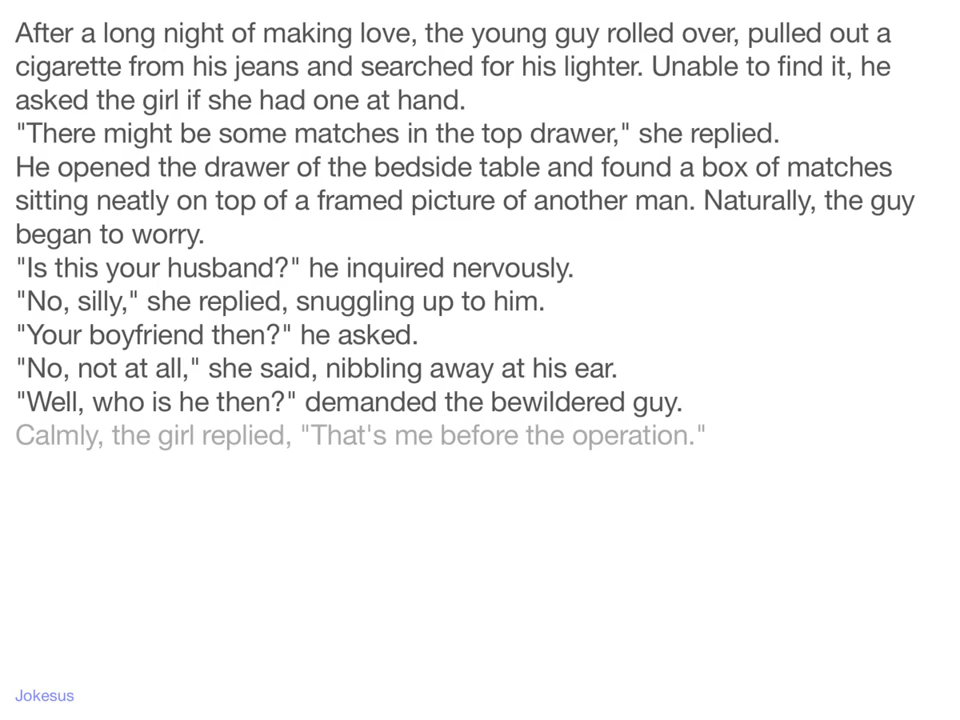 After a long night of making love, the young guy rolled over, pulled out a
cigarette from his jeans and searched for his lighter. Unable to find it, he
asked the girl if she had one at hand.
"There might be some matches in the top drawer," she replied.
He opened the drawer of the bedside table and found a box of matches
sitting neatly on top of a framed picture of another man. Naturally, the guy
began to worry.
"Is this your husband?" he inquired nervously.
"No, silly," she replied, snuggling up to him.
"Your boyfriend then?" he asked.
"No, not at all," she said, nibbling away at his ear.
"Well, who is he then?" demanded the bewildered guy.
Calmly, the girl replied, "That's me before the operation."
Jokesus